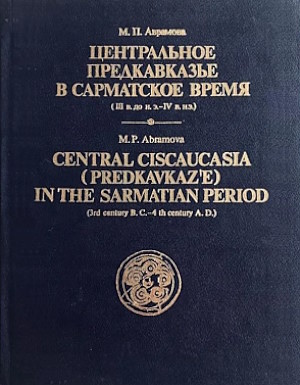 М. П. Абрамова
ЦЕНТРАЛЬНОЕ
ПРЕДКАВКАЗЬЕ
В САРМАТСКОЕ ВРЕМЯ
(III в. до н. э.–IV в. н.э.)
M. P. Abramova
CENTRAL CISCAUCASIA
(PREDKAVKAZ'E)
IN THE SARMATIAN PERIOD
(3rd century B. C.–4 th century A. D.)